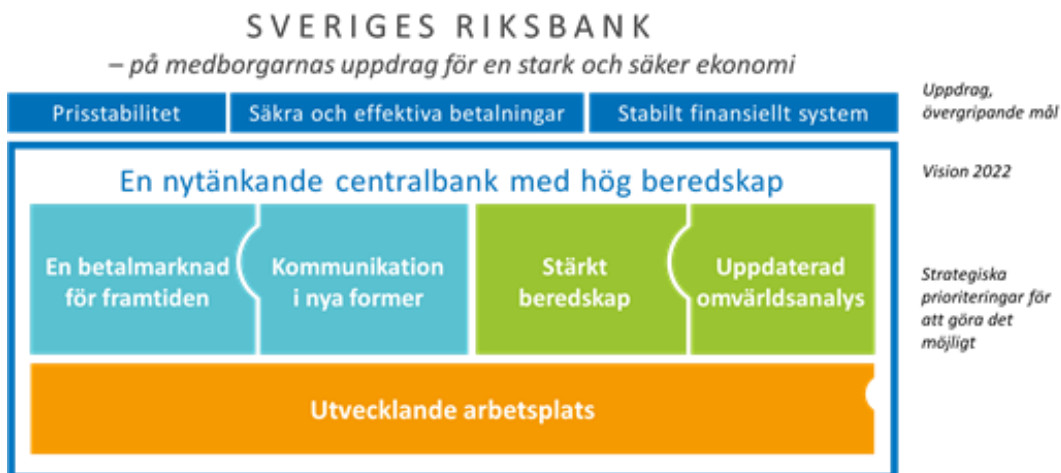 SVERIGES RIKSBANK
– på medborgarnas uppdrag för en stark och säker ekonomi
Prisstabilitet
Säkra och effektiva betalningar
Stabilt finansiellt system
Uppdrag,
övergripande mål
En nytänkande centralbank med hög beredskap
Vision 2022
En betalmarknad
för framtiden
Kommunikation
i nya former
Stärkt
beredskap
Uppdaterad
omvärldsanalys
Strategiska
prioriteringar för
att göra det
möjligt
Utvecklande arbetsplats